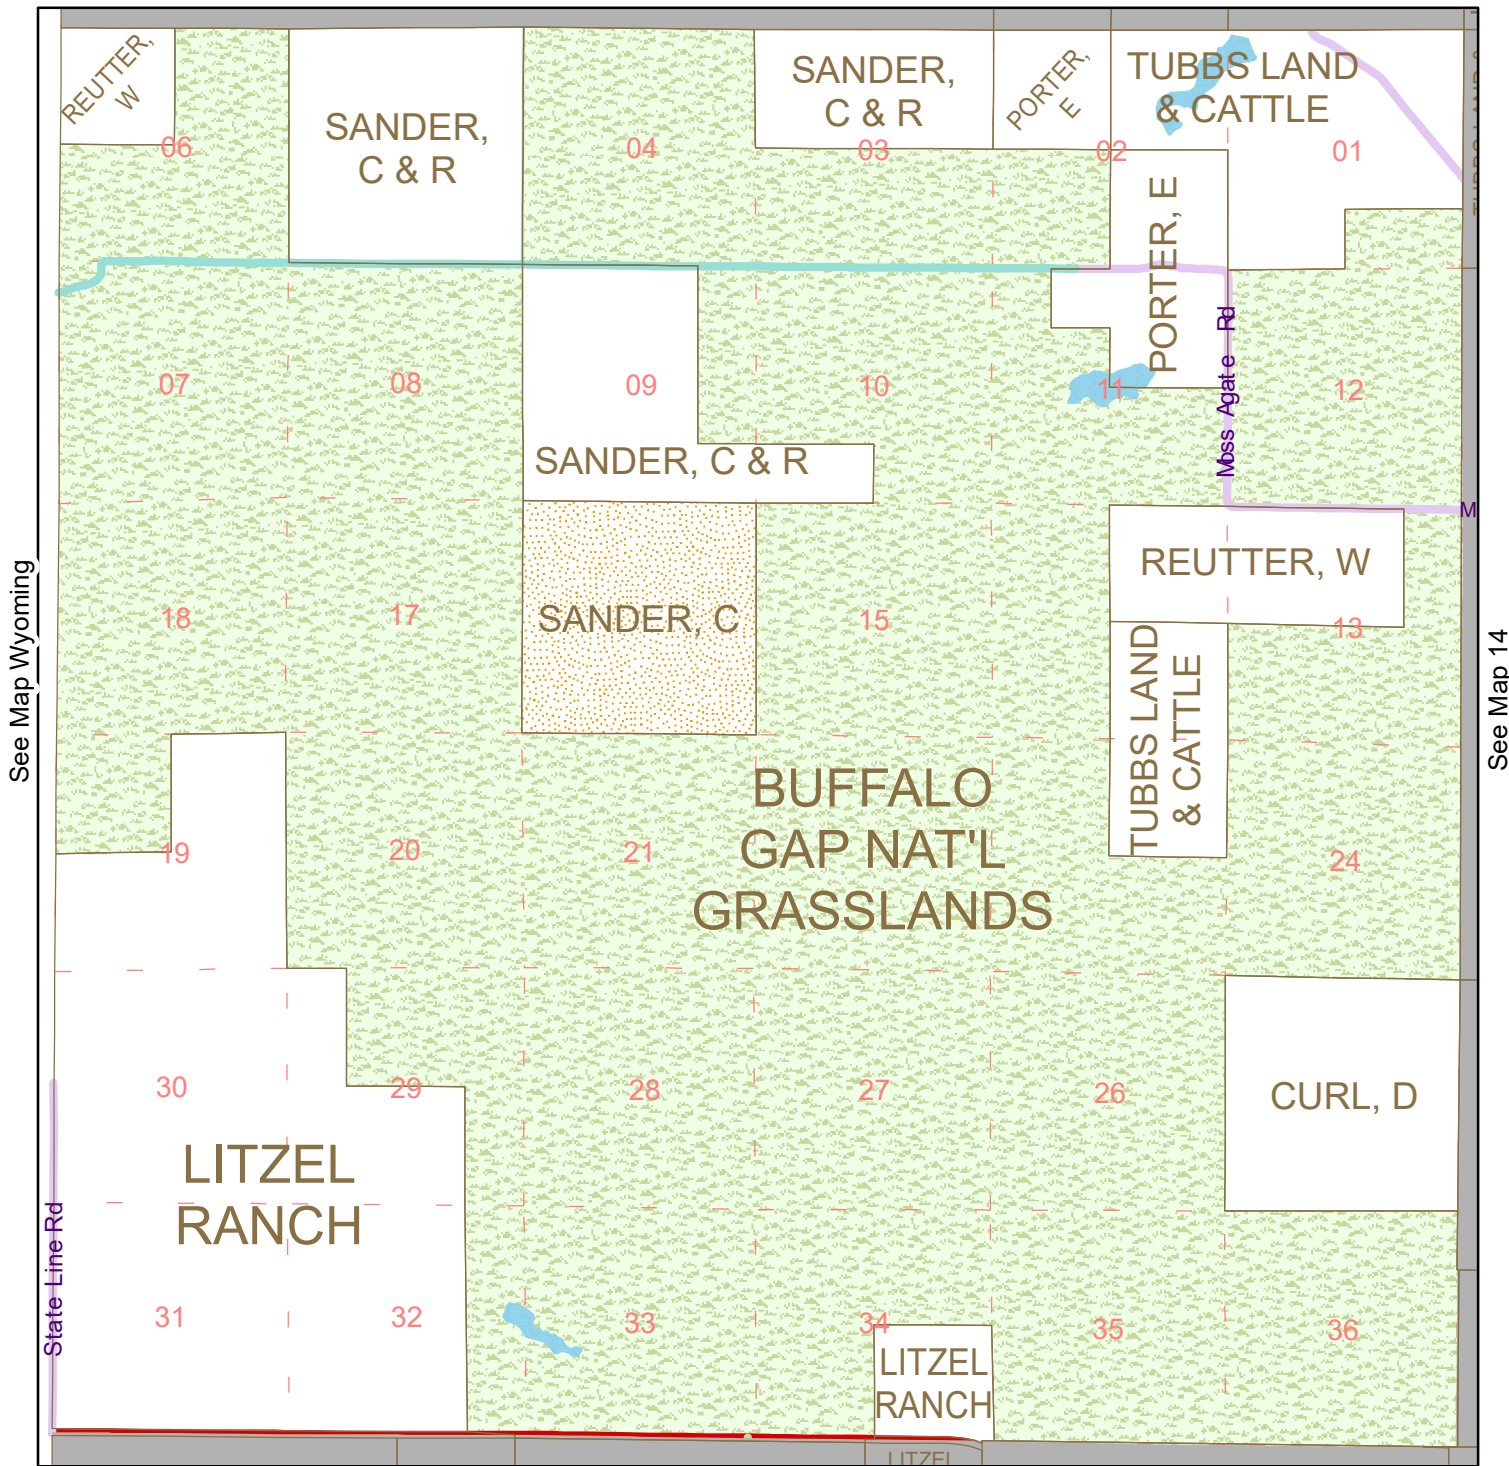 REUTTER,
W
06
SANDER,
C & R
04
SANDER,
C & R
03
PORTER,
E
02
TUBBS LAND
& CATTLE
01
PORTER, E
Moss Agate Rd
07
08
09
10
11
12
SANDER, C & R
M
See Map Wyoming
18
17
SANDER, C
15
REUTTER, W
13
TUBBS LAND
& CATTLE
See Map 14
BUFFALO
GAP NAT'L
GRASSLANDS
19
20
21
24
30
29
28
27
26
CURL, D
LITZEL
RANCH
State Line Rd
31
32
33
34
35
36
LITZEL
RANCH
LITZEL